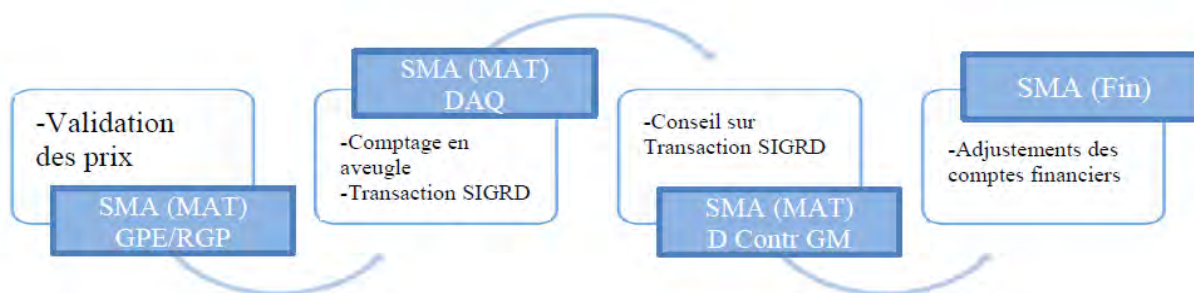 -Validation
des prix
SMA (MAT)
GPE/RGP
SMA (MAT)
DAQ
-Comptage en
aveugle
-Transaction SIGRD
-Conseil sur
Transaction SIGRD
SMA (MAT)
D Contr GM
SMA (Fin)
-Adjustements des
comptes financiers